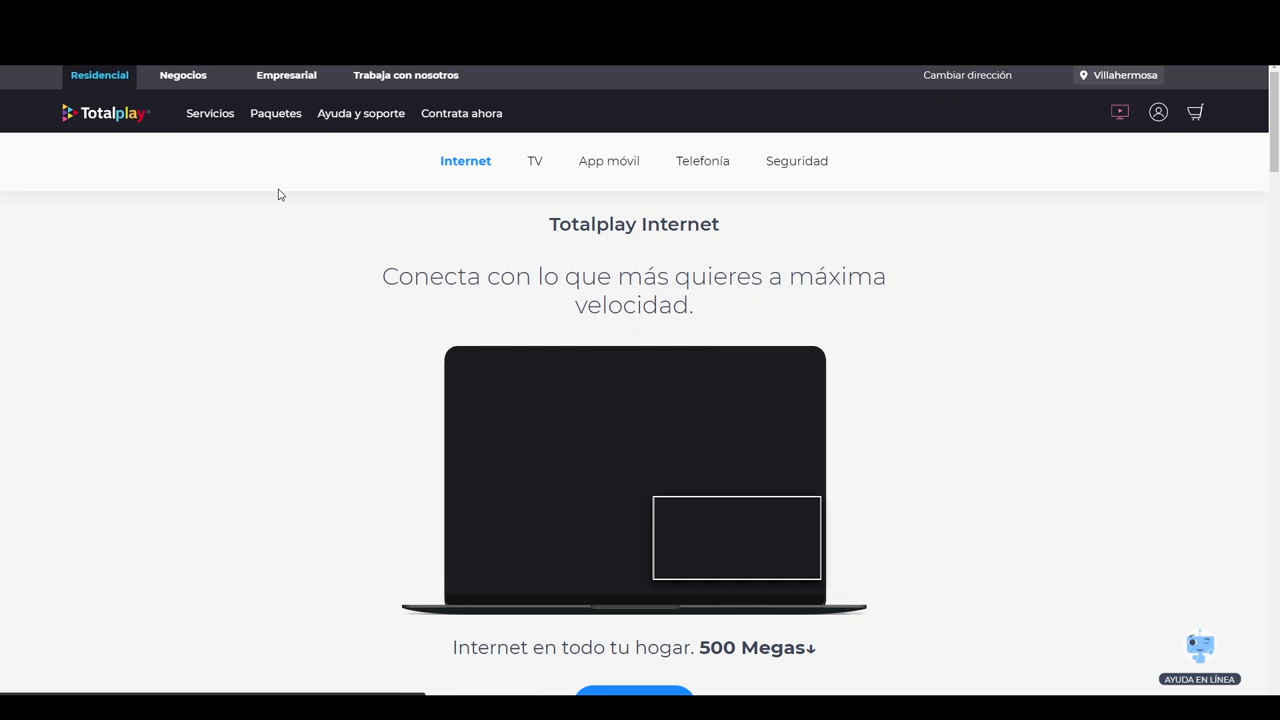 Residencial Negocios Empresarial Trabaja con nosotros Cambiar dirección Villahermosa
Totalplay Servicios Paquetes Ayuda y soporte Contrata ahora
Internet TV App móvil Telefonía Seguridad
Totalplay Internet
Conecta con lo que más quieres a máxima
velocidad.
Internet en todo tu hogar. 500 Megas↓
AYUDA EN LÍNEA